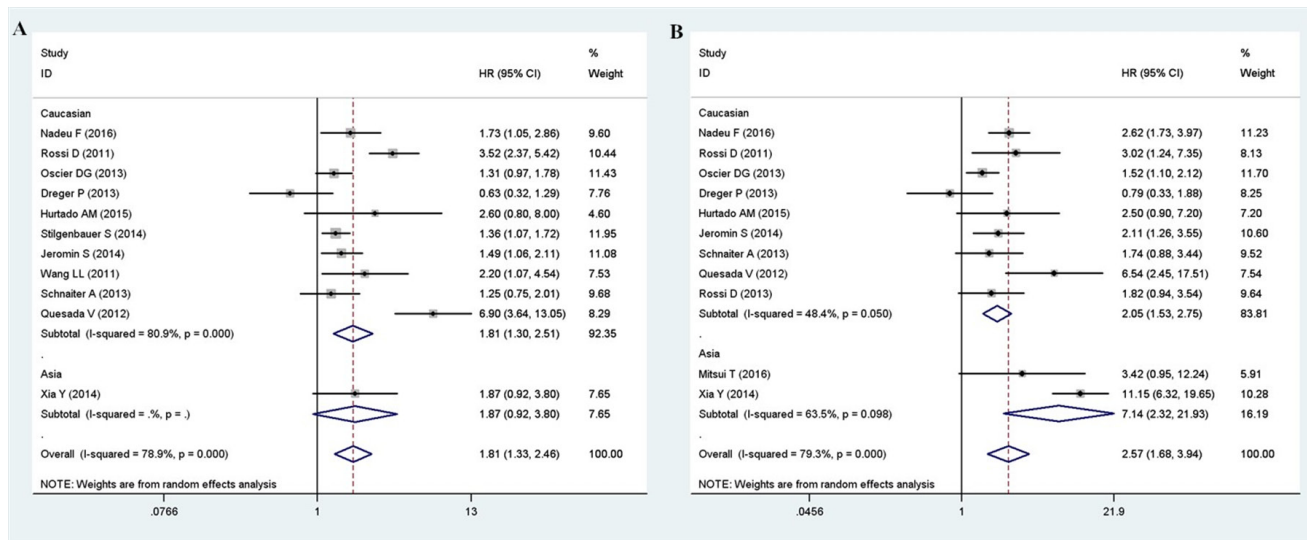 A
Study %
ID HR (95% CI) Weight
Caucasian
Nadeu F (2016) 1.73 (1.05, 2.86) 9.60
Rossi D (2011) 3.52 (2.37, 5.42) 10.44
Oscier DG (2013) 1.31 (0.97, 1.78) 11.43
Dreger P (2013) 0.63 (0.32, 1.29) 7.76
Hurtado AM (2015) 2.60 (0.80, 8.00) 4.60
Stilgenbauer S (2014) 1.36 (1.07, 1.72) 11.95
Jeromin S (2014) 1.49 (1.06, 2.11) 11.08
Wang LL (2011) 2.20 (1.07, 4.54) 7.53
Schnaiter A (2013) 1.25 (0.75, 2.01) 9.68
Quesada V (2012) 6.90 (3.64, 13.05) 8.29
Subtotal (I-squared = 80.9%, p = 0.000) 1.81 (1.30, 2.51) 92.35
.
Asia
Xia Y (2014) 1.87 (0.92, 3.80) 7.65
Subtotal (I-squared = .%, p = .) 1.87 (0.92, 3.80) 7.65
.
Overall (I-squared = 78.9%, p = 0.000) 1.81 (1.33, 2.46) 100.00
NOTE: Weights are from random effects analysis
.0766 1 13
B
Study %
ID HR (95% CI) Weight
Caucasian
Nadeu F (2016) 2.62 (1.73, 3.97) 11.23
Rossi D (2011) 3.02 (1.24, 7.35) 8.13
Oscier DG (2013) 1.52 (1.10, 2.12) 11.70
Dreger P (2013) 0.79 (0.33, 1.88) 8.25
Hurtado AM (2015) 2.50 (0.90, 7.20) 7.20
Jeromin S (2014) 2.11 (1.26, 3.55) 10.60
Schnaiter A (2013) 1.74 (0.88, 3.44) 9.52
Quesada V (2012) 6.54 (2.45, 17.51) 7.54
Rossi D (2013) 1.82 (0.94, 3.54) 9.64
Subtotal (I-squared = 48.4%, p = 0.050) 2.05 (1.53, 2.75) 83.81
.
Asia
Mitsui T (2016) 3.42 (0.95, 12.24) 5.91
Xia Y (2014) 11.15 (6.32, 19.65) 10.28
Subtotal (I-squared = 63.5%, p = 0.098) 7.14 (2.32, 21.93) 16.19
.
Overall (I-squared = 79.3%, p = 0.000) 2.57 (1.68, 3.94) 100.00
NOTE: Weights are from random effects analysis
.0456 1 21.9